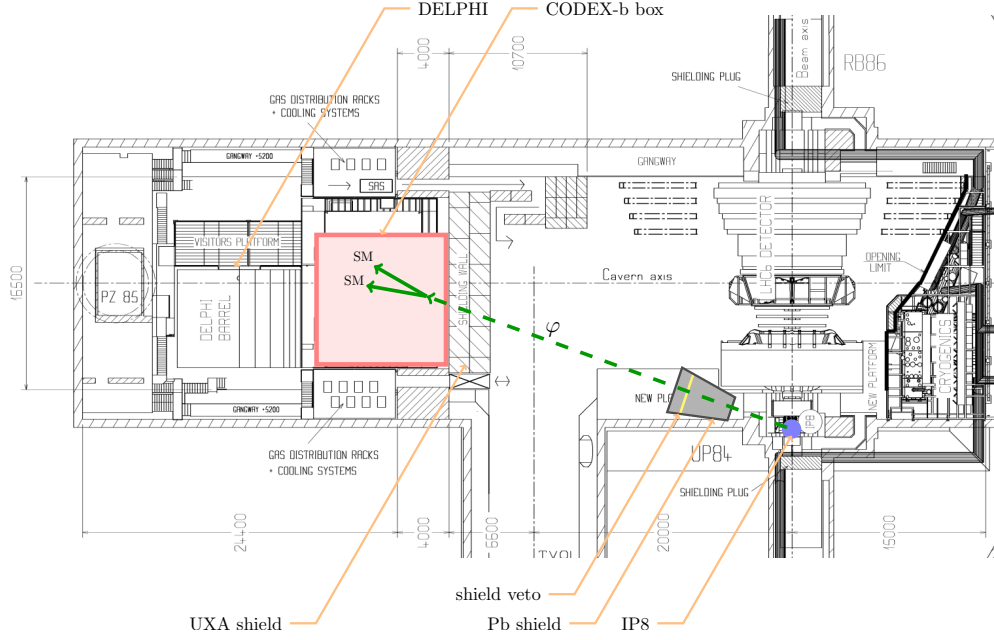 DELPHI
CODEX-b box
4000
10700
Beam axis
RB86
SHIELDING PLUG
GAS DISTRIBUTION RACKS
+ COOLING SYSTEMS
GANGWAY +5200
GANGWAY
SAS
LHCb DETECTOR
VISITORS PLATFORM
SM
SM
Cavern axis
OPENING
LIMIT
16500
PZ 85
DELPHI
BARREL
SHIELDING WALL
φ
CRYOGENICS
NEW PLATFORM
NEW PLA
P8
GANGWAY +5200
GAS DISTRIBUTION RACKS
+ COOLING SYSTEMS
UP84
SHIELDING PLUG
24400
4000
6600
20000
15000
shield veto
UXA shield
Pb shield
IP8